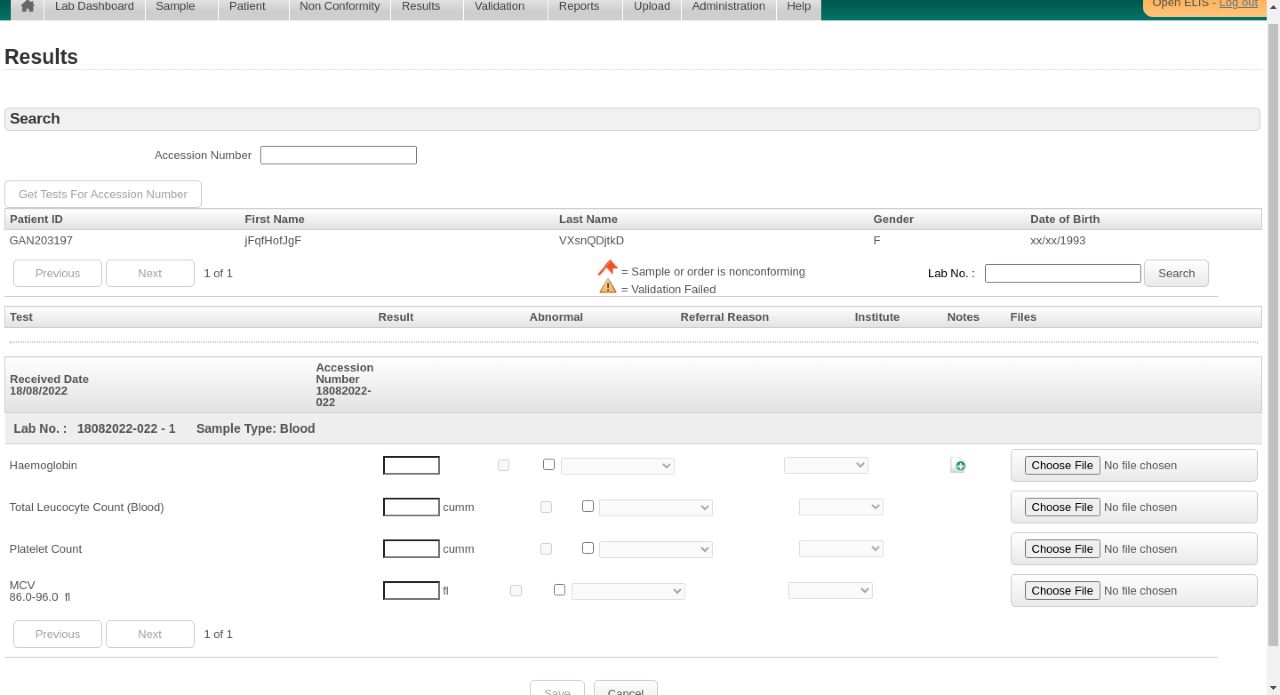 Lab Dashboard Sample Patient Non Conformity Results Validation Reports Upload Administration Help Open ELIS - Log out
Results
Search
Accession Number
Get Tests For Accession Number
Patient ID First Name Last Name Gender Date of Birth
GAN203197 jFqfHofJgF VXsnQDjtkD F xx/xx/1993
Previous Next 1 of 1 = Sample or order is nonconforming Lab No. : Search
= Validation Failed
Test Result Abnormal Referral Reason Institute Notes Files
Received Date
18/08/2022
Accession
Number
18082022-
022
Lab No. : 18082022-022 - 1 Sample Type: Blood
Haemoglobin Choose File No file chosen
Total Leucocyte Count (Blood) cumm Choose File No file chosen
Platelet Count cumm Choose File No file chosen
MCV
86.0-96.0 fl fl Choose File No file chosen
Previous Next 1 of 1
Save Cancel